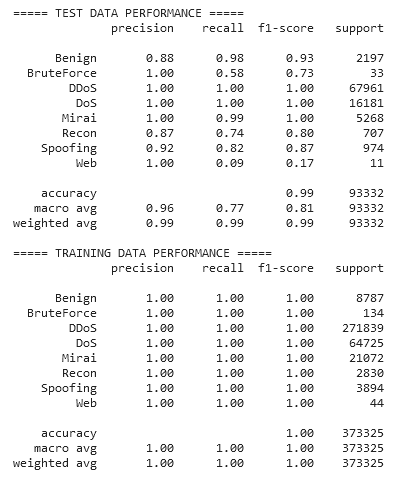 ===== TEST DATA PERFORMANCE =====
precision recall f1-score support
Benign 0.88 0.98 0.93 2197
BruteForce 1.00 0.58 0.73 33
DDoS 1.00 1.00 1.00 67961
DoS 1.00 1.00 1.00 16181
Mirai 1.00 0.99 1.00 5268
Recon 0.87 0.74 0.80 707
Spoofing 0.92 0.82 0.87 974
Web 1.00 0.09 0.17 11
accuracy 0.99 93332
macro avg 0.96 0.77 0.81 93332
weighted avg 0.99 0.99 0.99 93332
===== TRAINING DATA PERFORMANCE =====
precision recall f1-score support
Benign 1.00 1.00 1.00 8787
BruteForce 1.00 1.00 1.00 134
DDoS 1.00 1.00 1.00 271839
DoS 1.00 1.00 1.00 64725
Mirai 1.00 1.00 1.00 21072
Recon 1.00 1.00 1.00 2830
Spoofing 1.00 1.00 1.00 3894
Web 1.00 1.00 1.00 44
accuracy 1.00 373325
macro avg 1.00 1.00 1.00 373325
weighted avg 1.00 1.00 1.00 373325